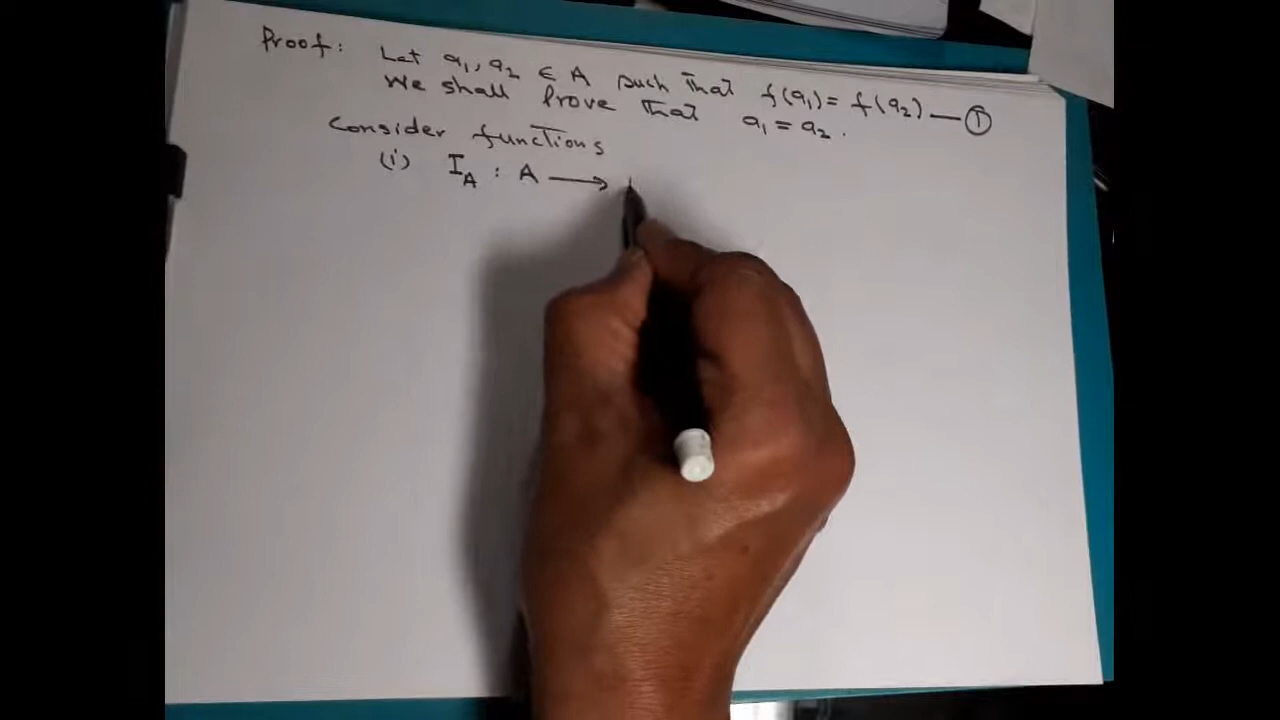 Proof: Let a₁, a₂ ∈ A such that f(a₁) = f(a₂) — ①
We shall prove that a₁ = a₂.
Consider functions
(i) I_A : A ⟶